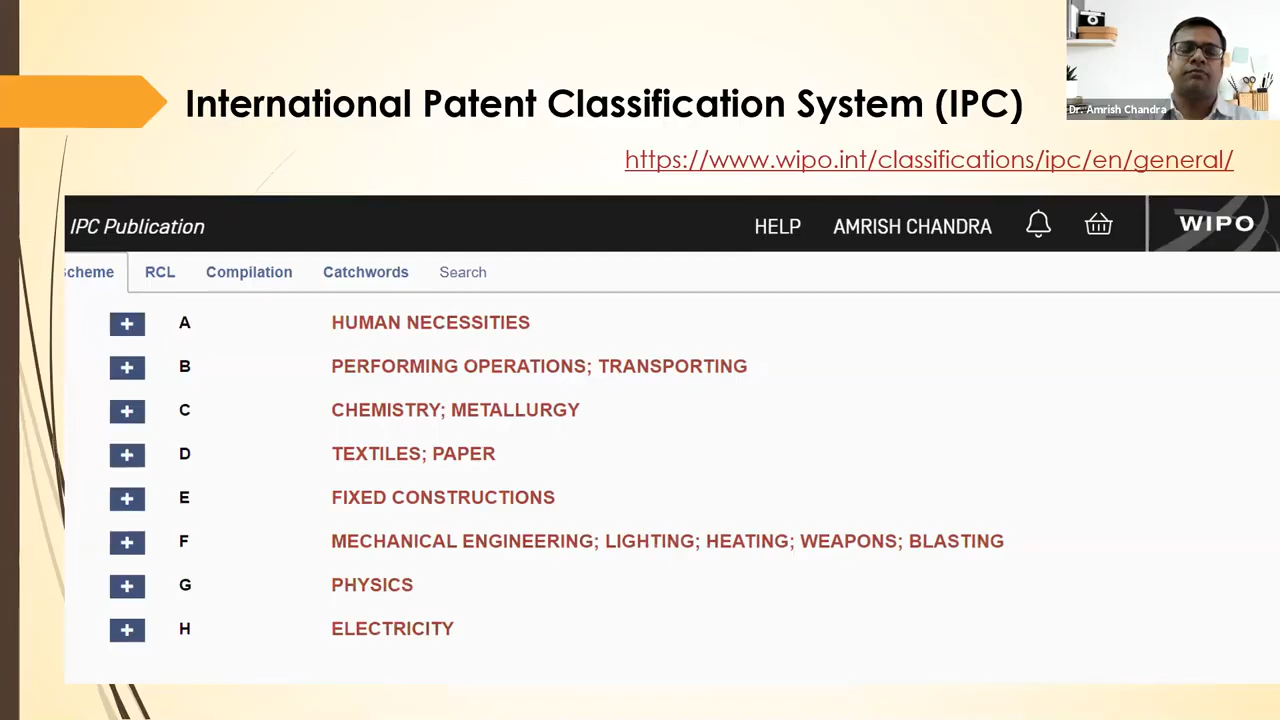 International Patent Classification System (IPC)
Dr. Amrish Chandra
https://www.wipo.int/classifications/ipc/en/general/
IPC Publication HELP AMRISH CHANDRA WIPO
cheme RCL Compilation Catchwords Search
A HUMAN NECESSITIES
B PERFORMING OPERATIONS; TRANSPORTING
C CHEMISTRY; METALLURGY
D TEXTILES; PAPER
E FIXED CONSTRUCTIONS
F MECHANICAL ENGINEERING; LIGHTING; HEATING; WEAPONS; BLASTING
G PHYSICS
H ELECTRICITY